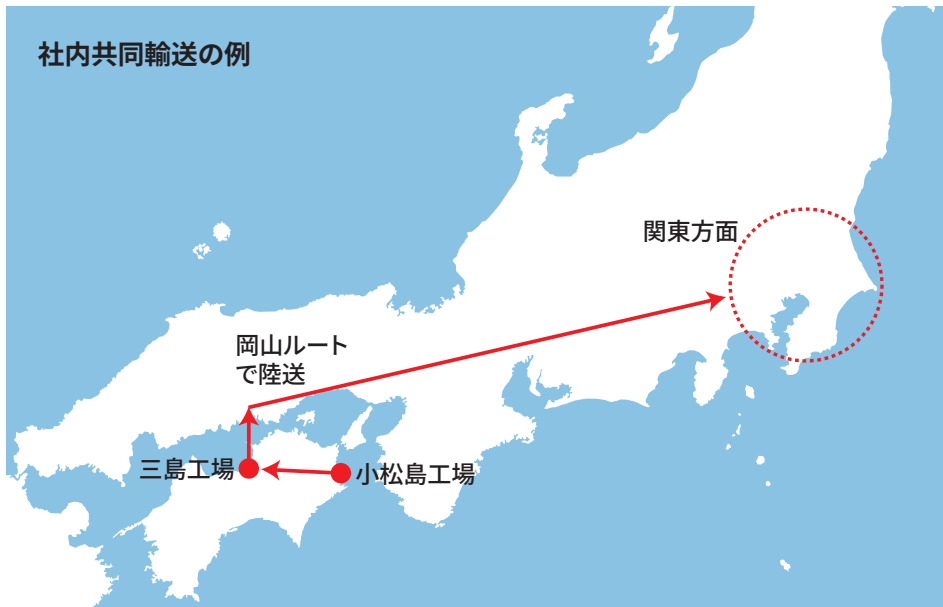 社内共同輸送の例
関東方面
岡山ルート
で陸送
三島工場
小松島工場